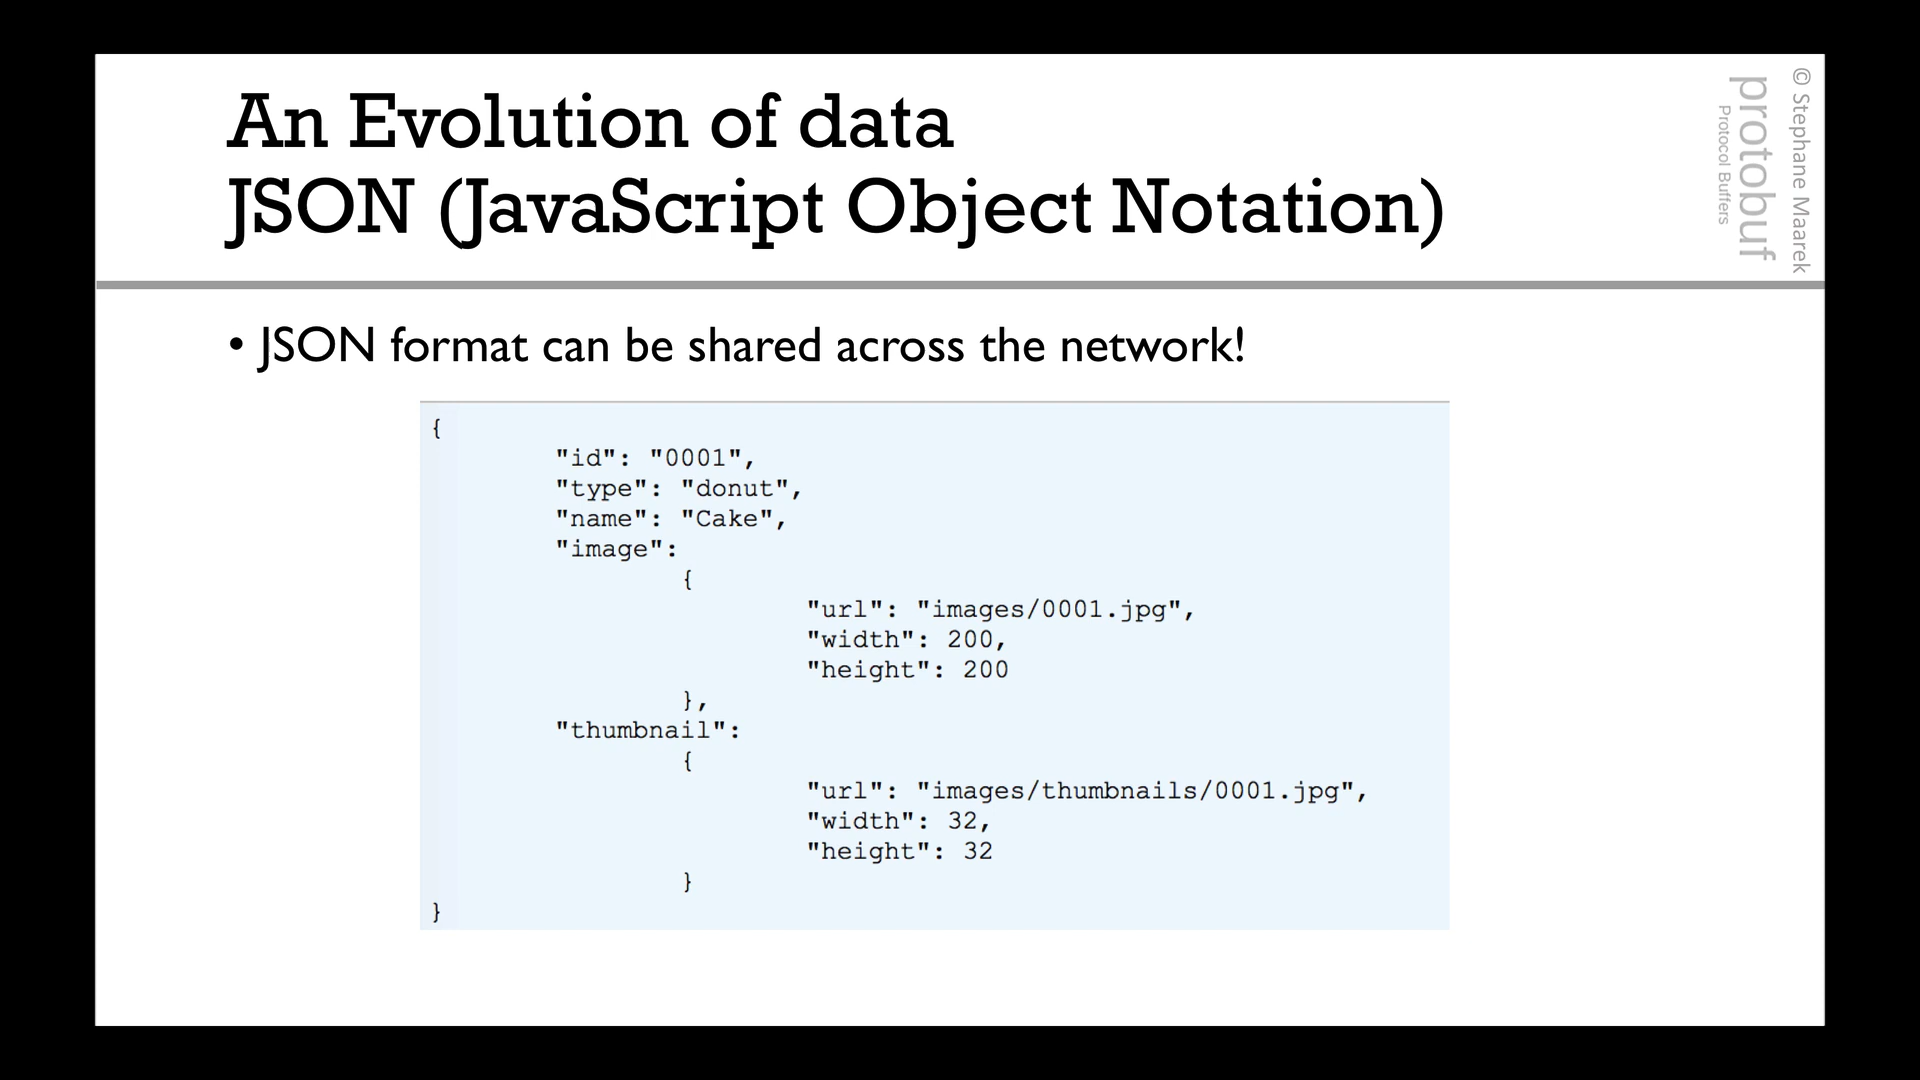 An Evolution of data
JSON (JavaScript Object Notation)
© Stephane Maarek
protobuf
Protocol Buffers
• JSON format can be shared across the network!
{
"id": "0001",
"type": "donut",
"name": "Cake",
"image":
{
"url": "images/0001.jpg",
"width": 200,
"height": 200
},
"thumbnail":
{
"url": "images/thumbnails/0001.jpg",
"width": 32,
"height": 32
}
}